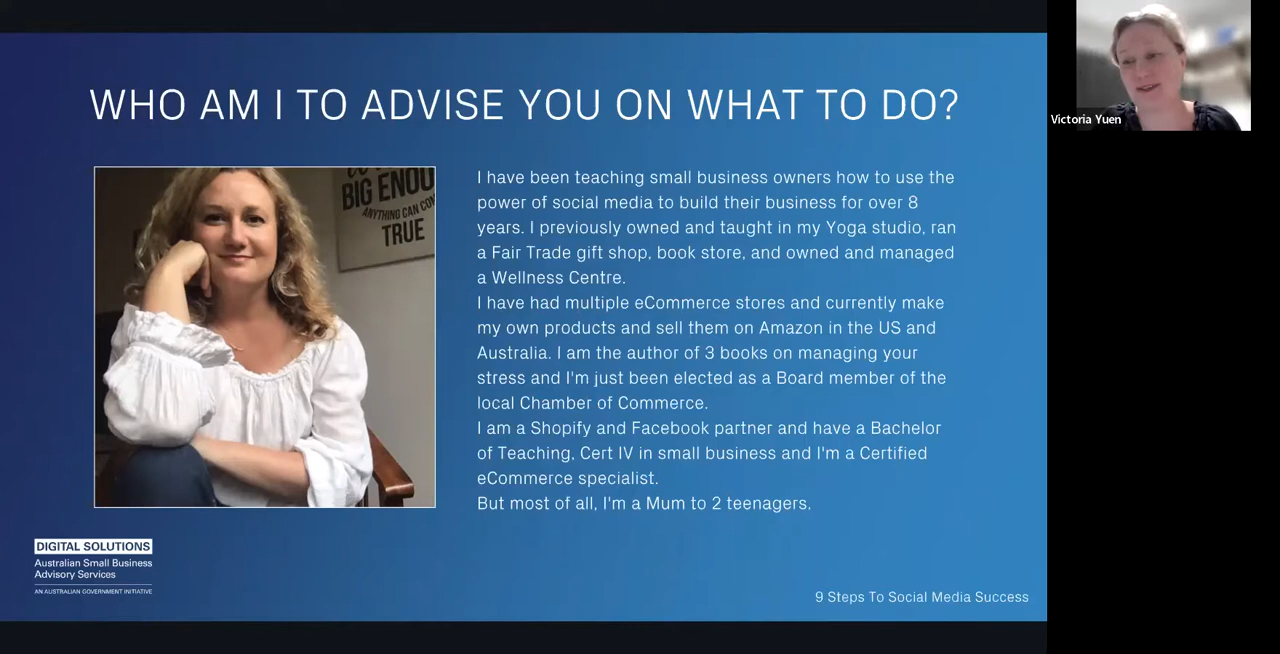 WHO AM I TO ADVISE YOU ON WHAT TO DO?
Victoria Yuen
BIG ENOU
ANYTHING CAN CON
TRUE
I have been teaching small business owners how to use the
power of social media to build their business for over 8
years. I previously owned and taught in my Yoga studio, ran
a Fair Trade gift shop, book store, and owned and managed
a Wellness Centre.
I have had multiple eCommerce stores and currently make
my own products and sell them on Amazon in the US and
Australia. I am the author of 3 books on managing your
stress and I'm just been elected as a Board member of the
local Chamber of Commerce.
I am a Shopify and Facebook partner and have a Bachelor
of Teaching, Cert IV in small business and I'm a Certified
eCommerce specialist.
But most of all, I'm a Mum to 2 teenagers.
DIGITAL SOLUTIONS
Australian Small Business
Advisory Services
AN AUSTRALIAN GOVERNMENT INITIATIVE
9 Steps To Social Media Success